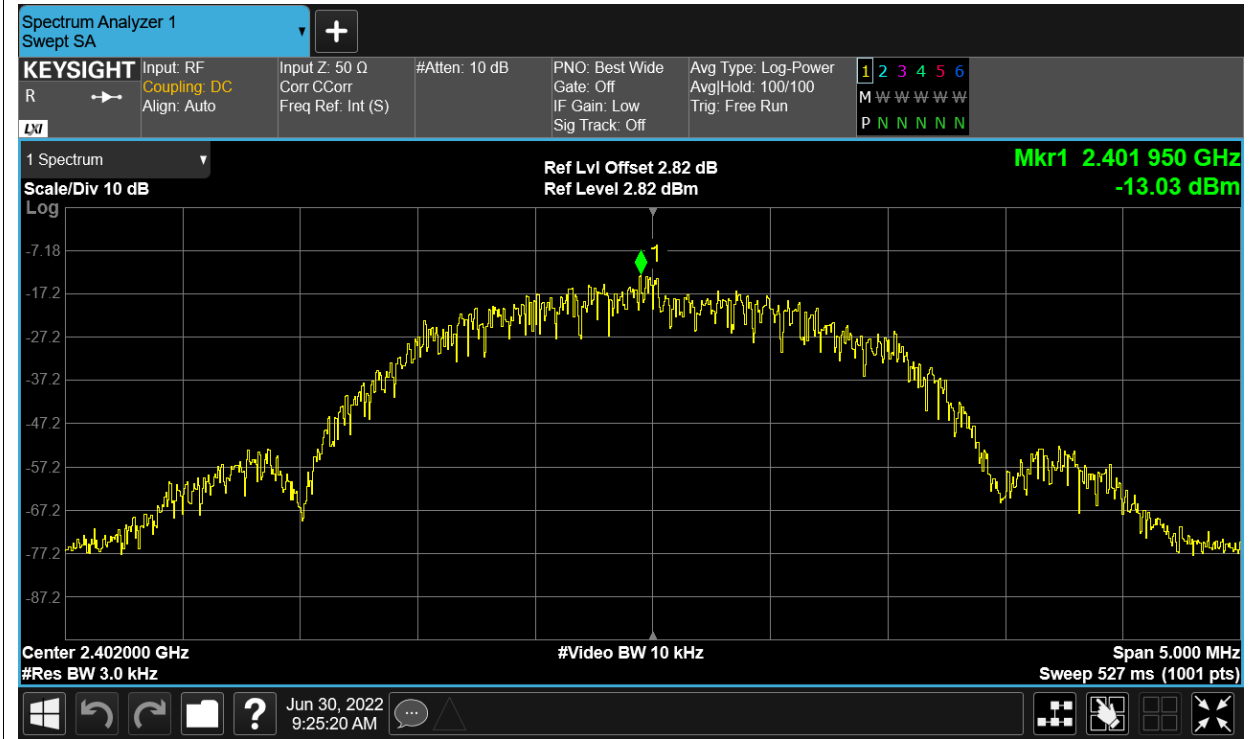 Spectrum Analyzer 1
Swept SA
+
KEYSIGHT
R
LXI
Input: RF
Coupling: DC
Align: Auto
Input Z: 50 Ω
Corr CCorr
Freq Ref: Int (S)
#Atten: 10 dB
PNO: Best Wide
Gate: Off
IF Gain: Low
Sig Track: Off
Avg Type: Log-Power
Avg|Hold: 100/100
Trig: Free Run
1 2 3 4 5 6
M W W W W W
P N N N N N
1 Spectrum
Scale/Div 10 dB
Log
Ref Lvl Offset 2.82 dB
Ref Level 2.82 dBm
Mkr1 2.401 950 GHz
-13.03 dBm
1
-7.18
-17.2
-27.2
-37.2
-47.2
-57.2
-67.2
-77.2
-87.2
Center 2.402000 GHz
#Res BW 3.0 kHz
#Video BW 10 kHz
Span 5.000 MHz
Sweep 527 ms (1001 pts)
?
Jun 30, 2022
9:25:20 AM